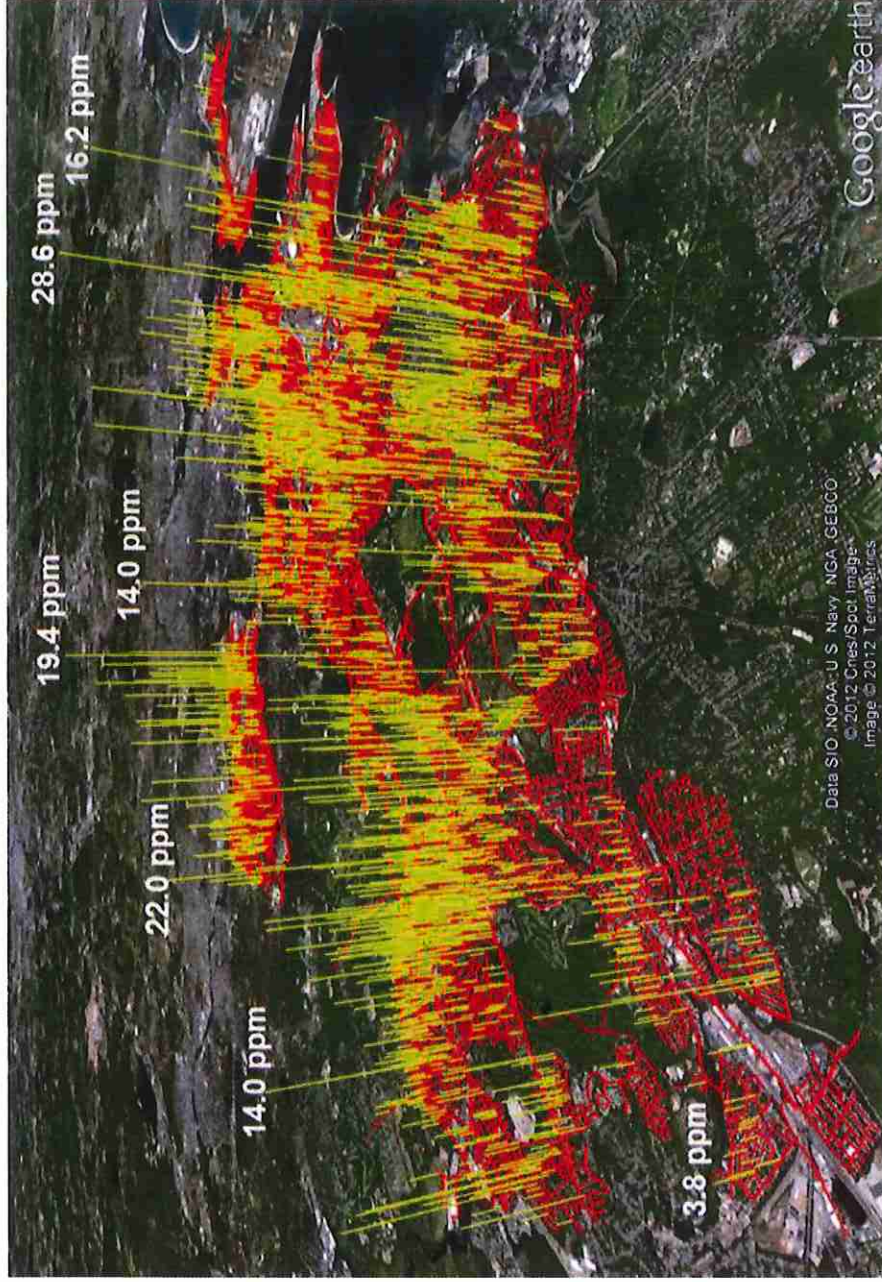 16.2 ppm
28.6 ppm
14.0 ppm
19.4 ppm
22.0 ppm
14.0 ppm
3.8 ppm
Data SIO, NOAA, U.S. Navy, NGA, GEBCO
© 2012 Cnes/Spot Image
Image © 2012 TerraMetrics
Google earth